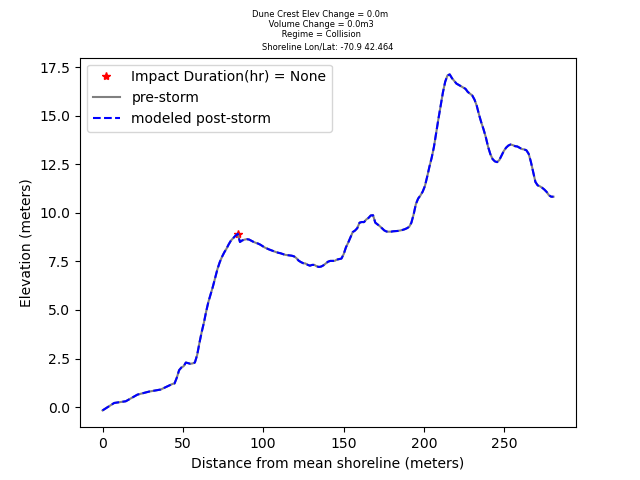 Dune Crest Elev Change = 0.0m
Volume Change = 0.0m3
Regime = Collision
Shoreline Lon/Lat: -70.9 42.464
Impact Duration(hr) = None
pre-storm
modeled post-storm
Elevation (meters)
17.5
15.0
12.5
10.0
7.5
5.0
2.5
0.0
0 50 100 150 200 250
Distance from mean shoreline (meters)